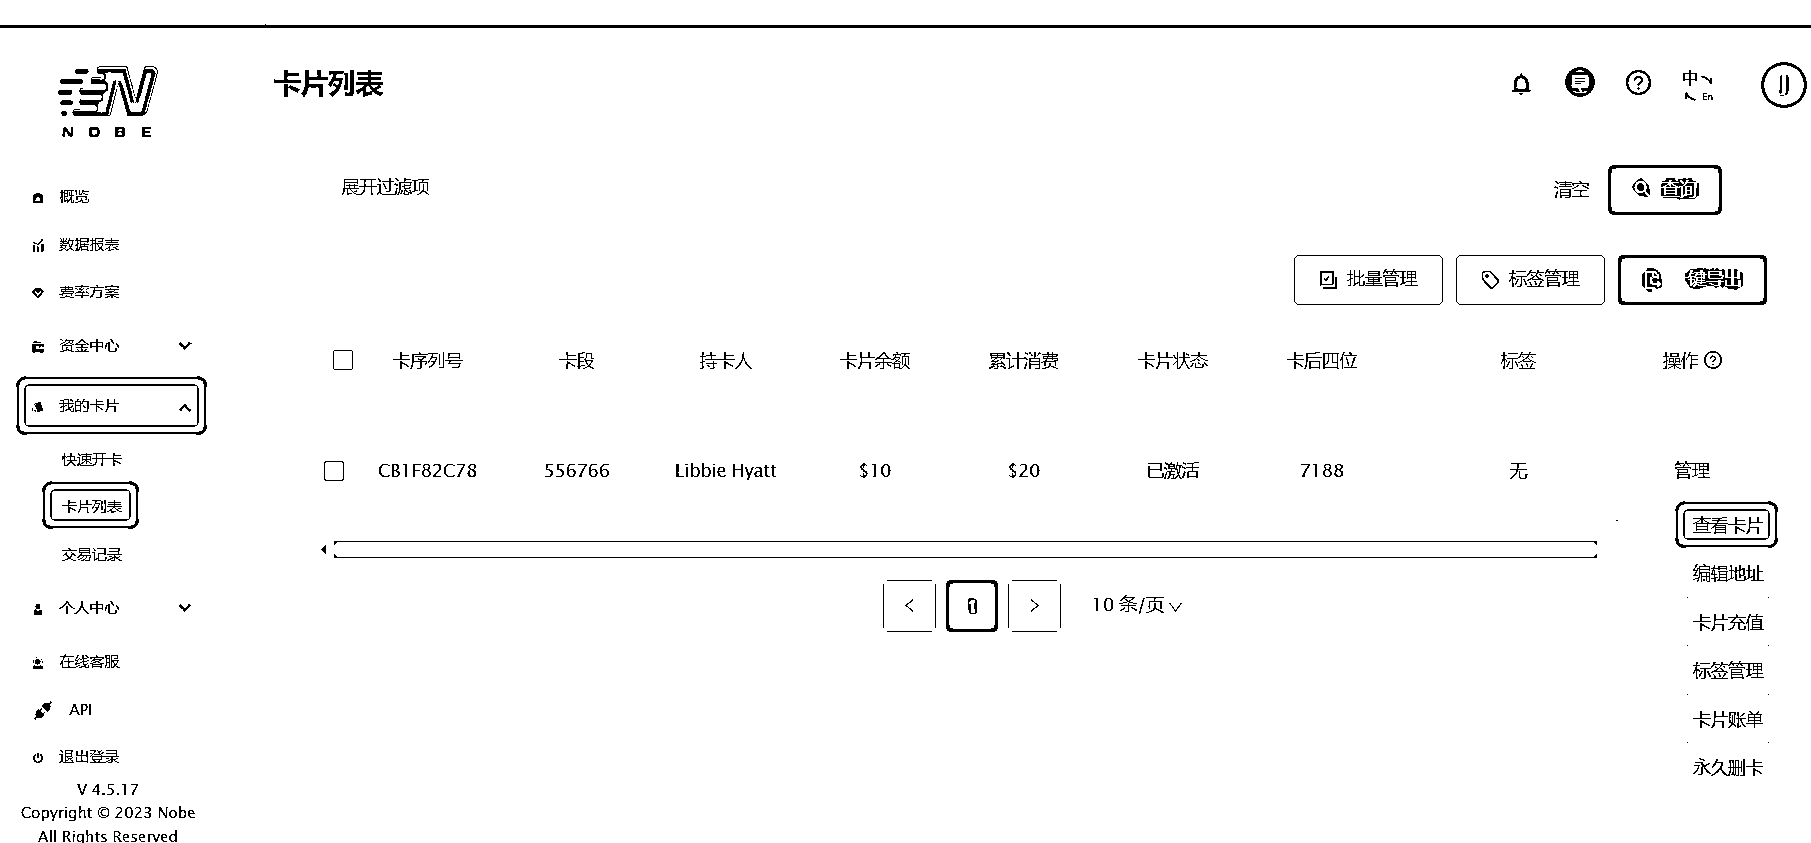 NOBE
卡片列表
中
En
JJ
概览
数据报表
费率方案
资金中心
我的卡片
快速开卡
卡片列表
交易记录
个人中心
在线客服
API
退出登录
V 4.5.17
Copyright © 2023 Nobe
All Rights Reserved
展开过滤项
清空
查询
批量管理
标签管理
键导出
卡序列号 卡段 持卡人 卡片余额 累计消费 卡片状态 卡后四位 标签 操作
CB1F82C78 556766 Libbie Hyatt $10 $20 已激活 7188 无 管理
查看卡片
编辑地址
卡片充值
标签管理
卡片账单
永久删卡
< >
10 条/页